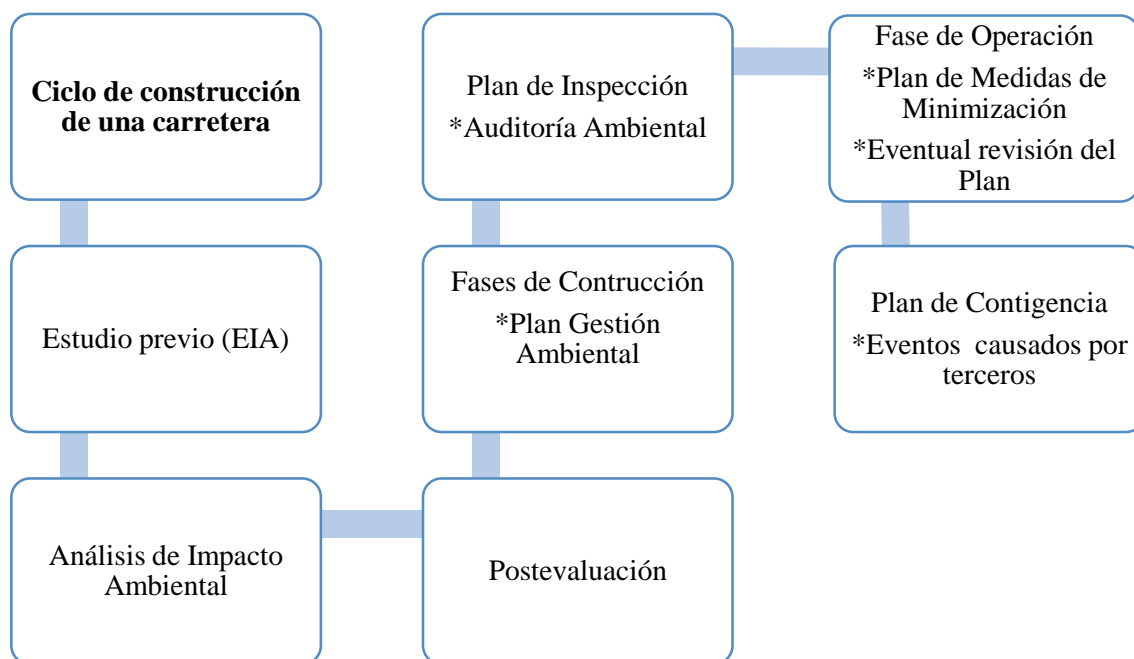 Ciclo de construcción
de una carretera
Estudio previo (EIA)
Análisis de Impacto
Ambiental
Postevaluación
Fases de Contrucción
*Plan Gestión
Ambiental
Plan de Inspección
*Auditoría Ambiental
Fase de Operación
*Plan de Medidas de
Minimización
*Eventual revisión del
Plan
Plan de Contigencia
*Eventos causados por
terceros